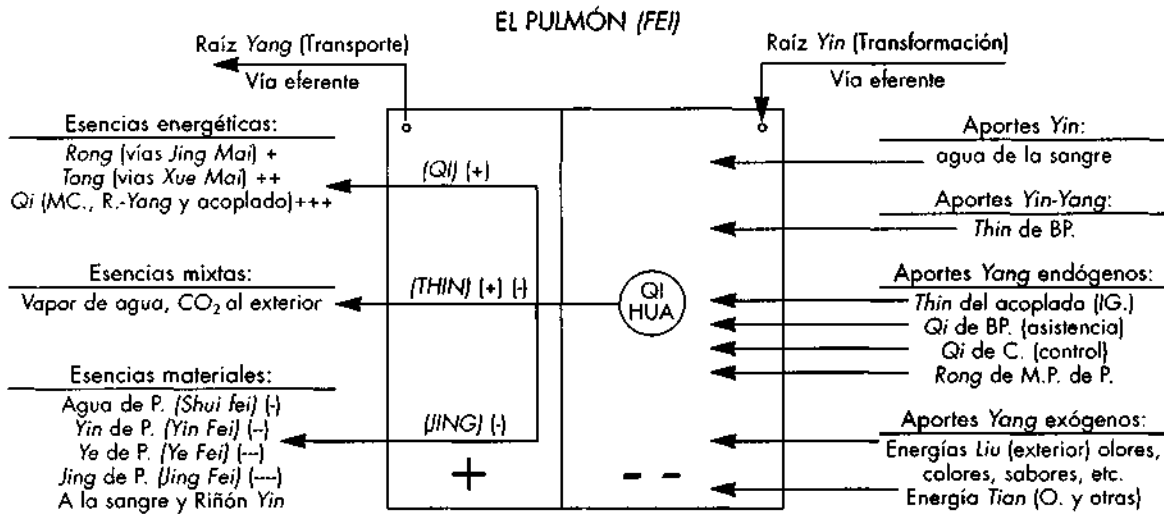 EL PULMÓN (FEI)
Raíz Yang (Transporte)
Vía eferente
Raíz Yin (Transformación)
Vía eferente
Esencias energéticas:
Rong (vías Jing Mai) +
Tong (vias Xue Mai) ++
Qi (MC., R.-Yang y acoplado)+++
Esencias mixtas:
Vapor de agua, CO2 al exterior
Esencias materiales:
Agua de P. (Shui fei) (-)
Yin de P. (Yin Fei) (--)
Ye de P. (Ye Fei) (---)
Jing de P. (Jing Fei) (----)
A la sangre y Riñón Yin
(QI) (+)
(THIN) (+) (-)
(JING) (-)
+
QI
HUA
- -
Aportes Yin:
agua de la sangre
Aportes Yin-Yang:
Thin de BP.
Aportes Yang endógenos:
Thin del acoplada (IG.)
Qi de BP. (asistencia)
Qi de C. (control)
Rong de M.P. de P.
Aportes Yang exógenos:
Energías Liu (exterior) olores,
colores, sabores, etc.
Energía Tian (O. y otras)